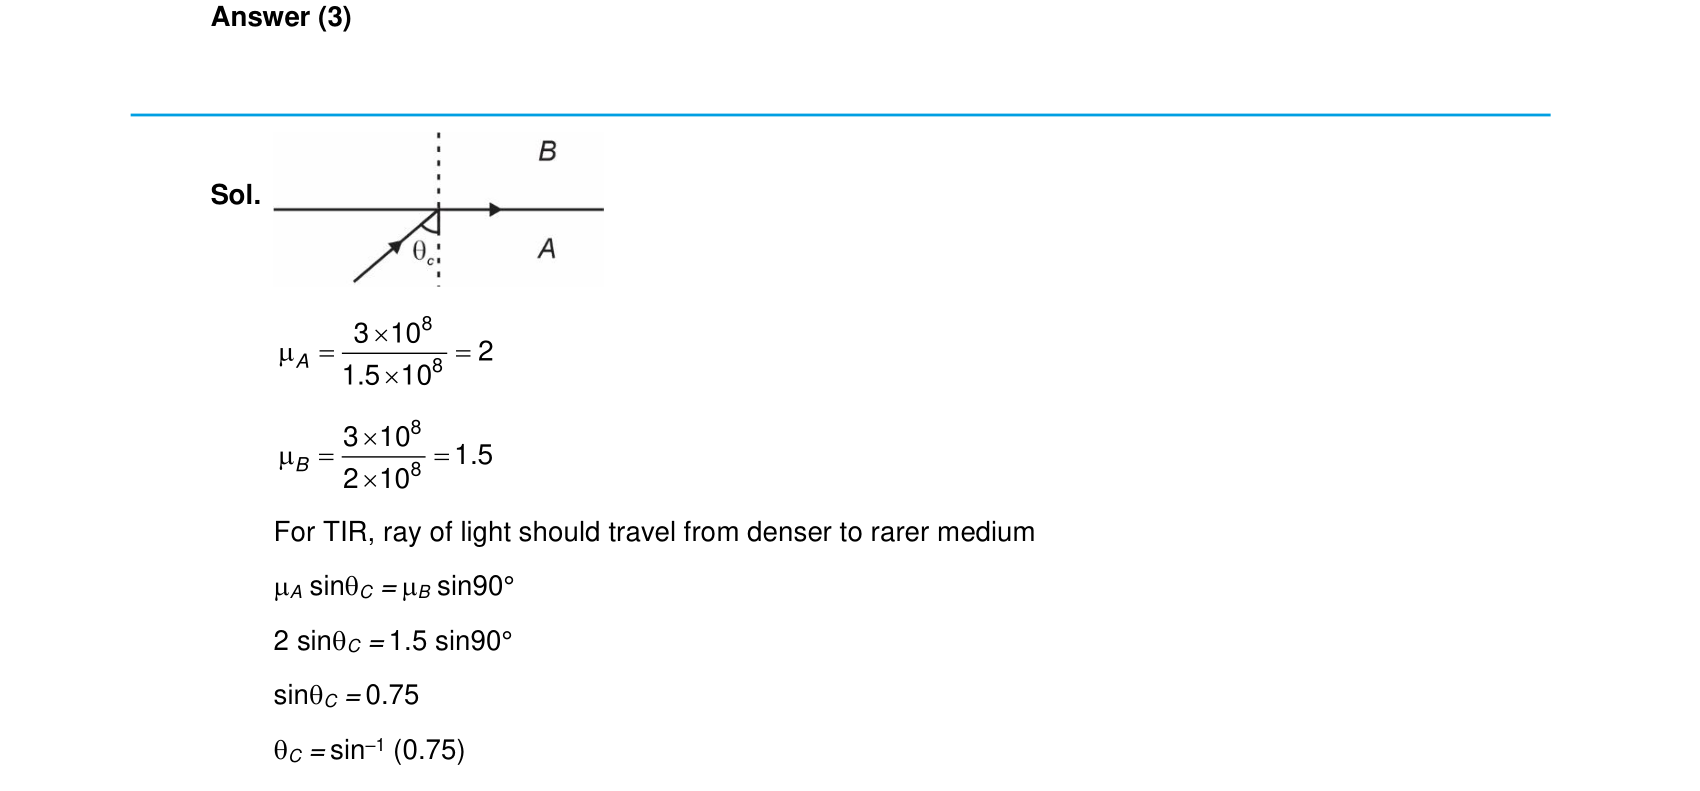 Answer (3)
B
Sol.
θc
A
μA = 3×10⁸ / 1.5×10⁸ = 2
μB = 3×10⁸ / 2×10⁸ = 1.5
For TIR, ray of light should travel from denser to rarer medium
μA sinθC = μB sin90°
2 sinθC = 1.5 sin90°
sinθC = 0.75
θC = sin⁻¹ (0.75)